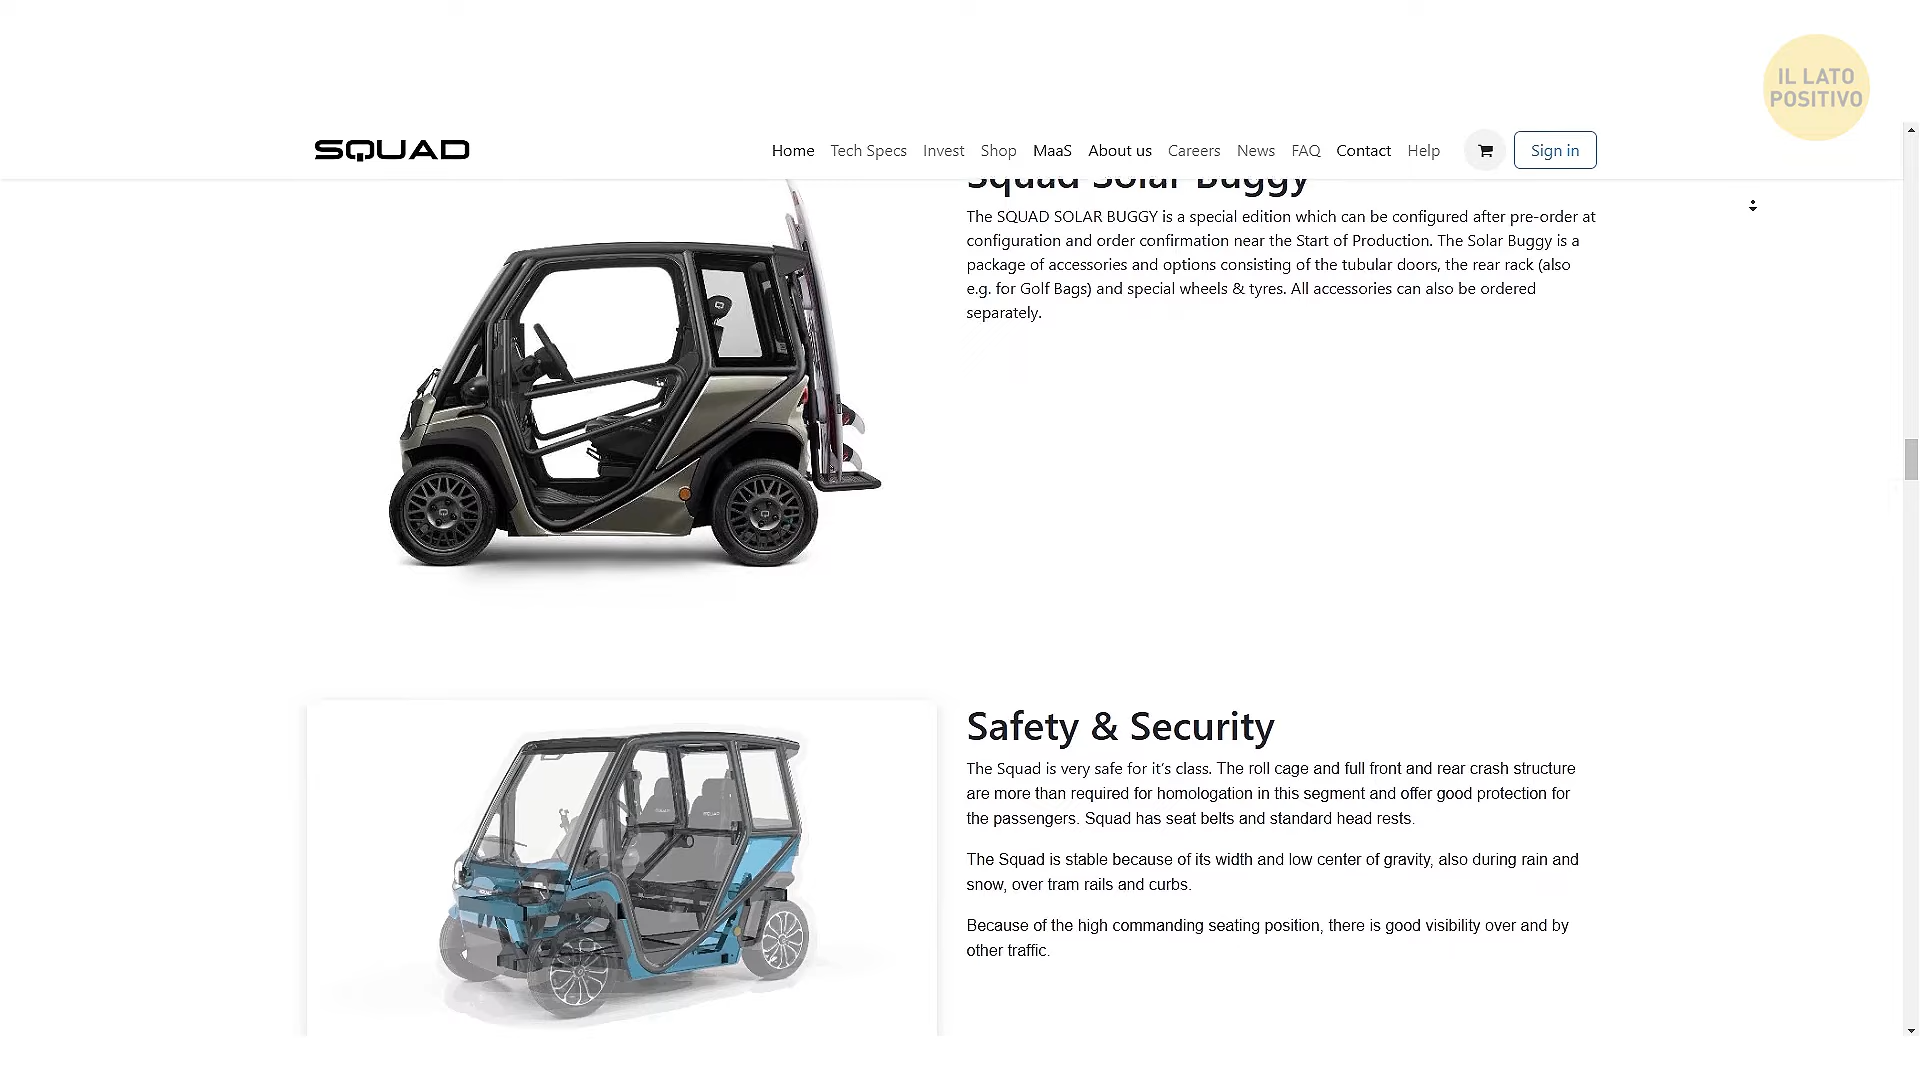 IL LATO
POSITIVO
SQUAD
Home Tech Specs Invest Shop MaaS About us Careers News FAQ Contact Help Sign in
Squad Solar Buggy
The SQUAD SOLAR BUGGY is a special edition which can be configured after pre-order at
configuration and order confirmation near the Start of Production. The Solar Buggy is a
package of accessories and options consisting of the tubular doors, the rear rack (also
e.g. for Golf Bags) and special wheels & tyres. All accessories can also be ordered
separately.
Safety & Security
The Squad is very safe for it's class. The roll cage and full front and rear crash structure
are more than required for homologation in this segment and offer good protection for
the passengers. Squad has seat belts and standard head rests.
The Squad is stable because of its width and low center of gravity, also during rain and
snow, over tram rails and curbs.
Because of the high commanding seating position, there is good visibility over and by
other traffic.